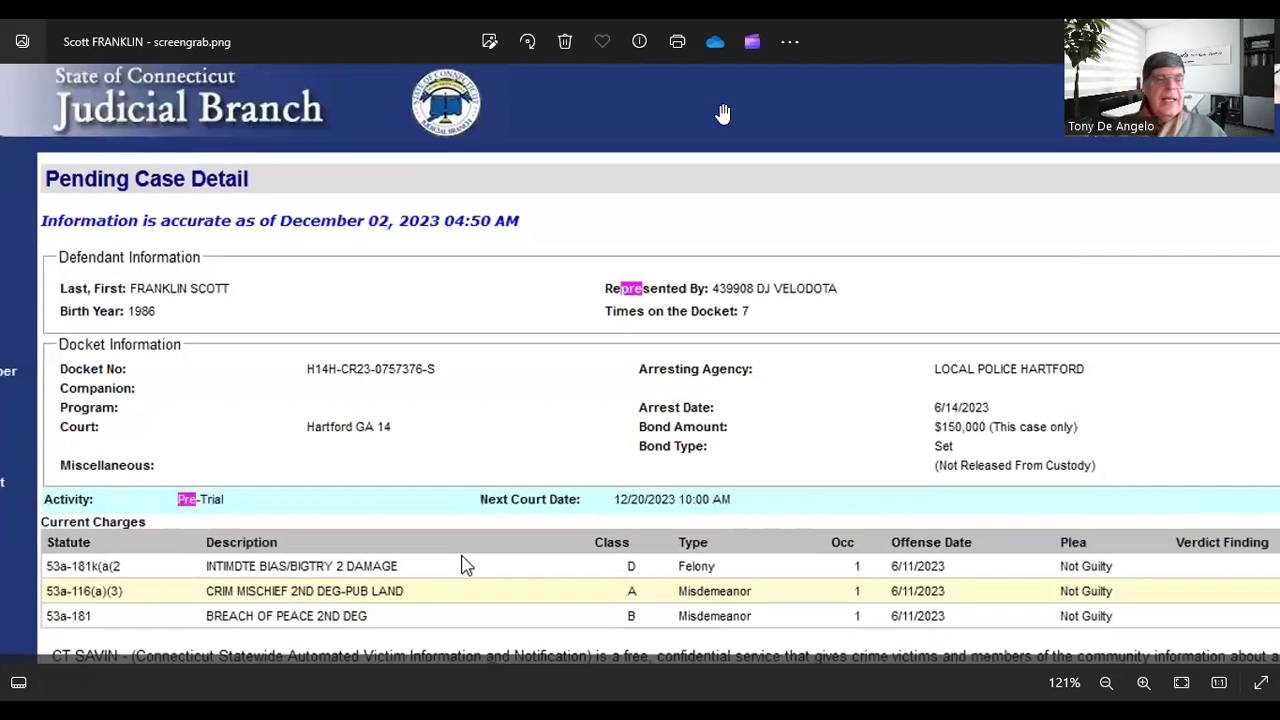 Scott FRANKLIN - screengrab.png
Tony De Angelo
State of Connecticut
Judicial Branch
Pending Case Detail
Information is accurate as of December 02, 2023 04:50 AM
Defendant Information
Last, First: FRANKLIN SCOTT
Represented By: 439908 DJ VELODOTA
Birth Year: 1986
Times on the Docket: 7
Docket Information
Docket No: H14H-CR23-0757376-S Arresting Agency: LOCAL POLICE HARTFORD
Companion:
Program: Arrest Date: 6/14/2023
Court: Hartford GA 14 Bond Amount: $150,000 (This case only)
Bond Type: Set
Miscellaneous: (Not Released From Custody)
Activity: Pre-Trial Next Court Date: 12/20/2023 10:00 AM
Current Charges
Statute Description Class Type Occ Offense Date Plea Verdict Finding
53a-181k(a(2 INTIMDTE BIAS/BIGTRY 2 DAMAGE D Felony 1 6/11/2023 Not Guilty
53a-116(a)(3) CRIM MISCHIEF 2ND DEG-PUB LAND A Misdemeanor 1 6/11/2023 Not Guilty
53a-181 BREACH OF PEACE 2ND DEG B Misdemeanor 1 6/11/2023 Not Guilty
CT SAVIN - (Connecticut Statewide Automated Victim Information and Notification) is a free, confidential service that gives crime victims and members of the community information about a
121% 1:1